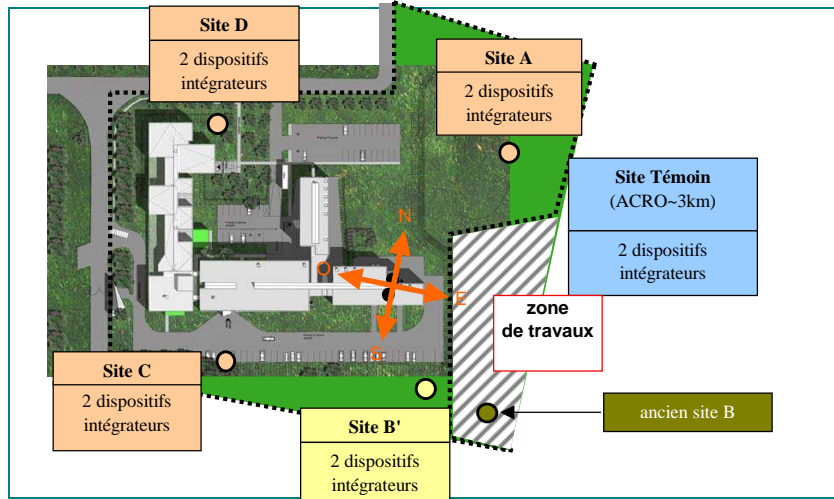 Site D
2 dispositifs
intégrateurs
Site A
2 dispositifs
intégrateurs
Site Témoin
(ACRO~3km)
2 dispositifs
intégrateurs
N
O
E
S
zone
de travaux
Site C
2 dispositifs
intégrateurs
Site B'
2 dispositifs
intégrateurs
ancien site B